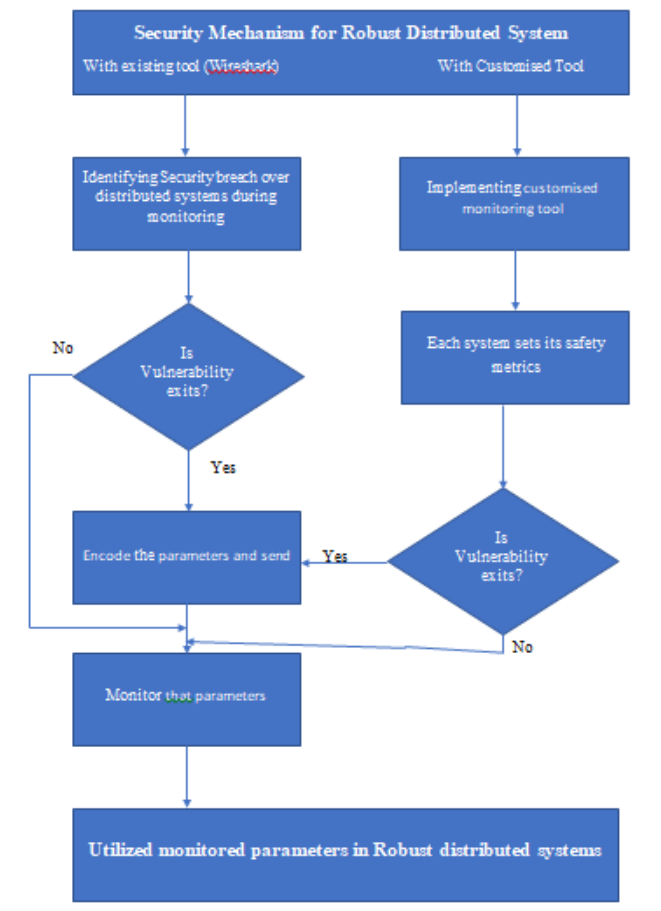 Security Mechanism for Robust Distributed System
With existing tool (Wireshark)
With Customised Tool
Identifying Security breach over
distributed systems during
monitoring
Implementing customised
monitoring tool
Each system sets its safety
metrics
No
Is
Vulnerability
exits?
Yes
Is
Vulnerability
exits?
Encode the parameters and send
Yes
No
Monitor that parameters
Utilized monitored parameters in Robust distributed systems